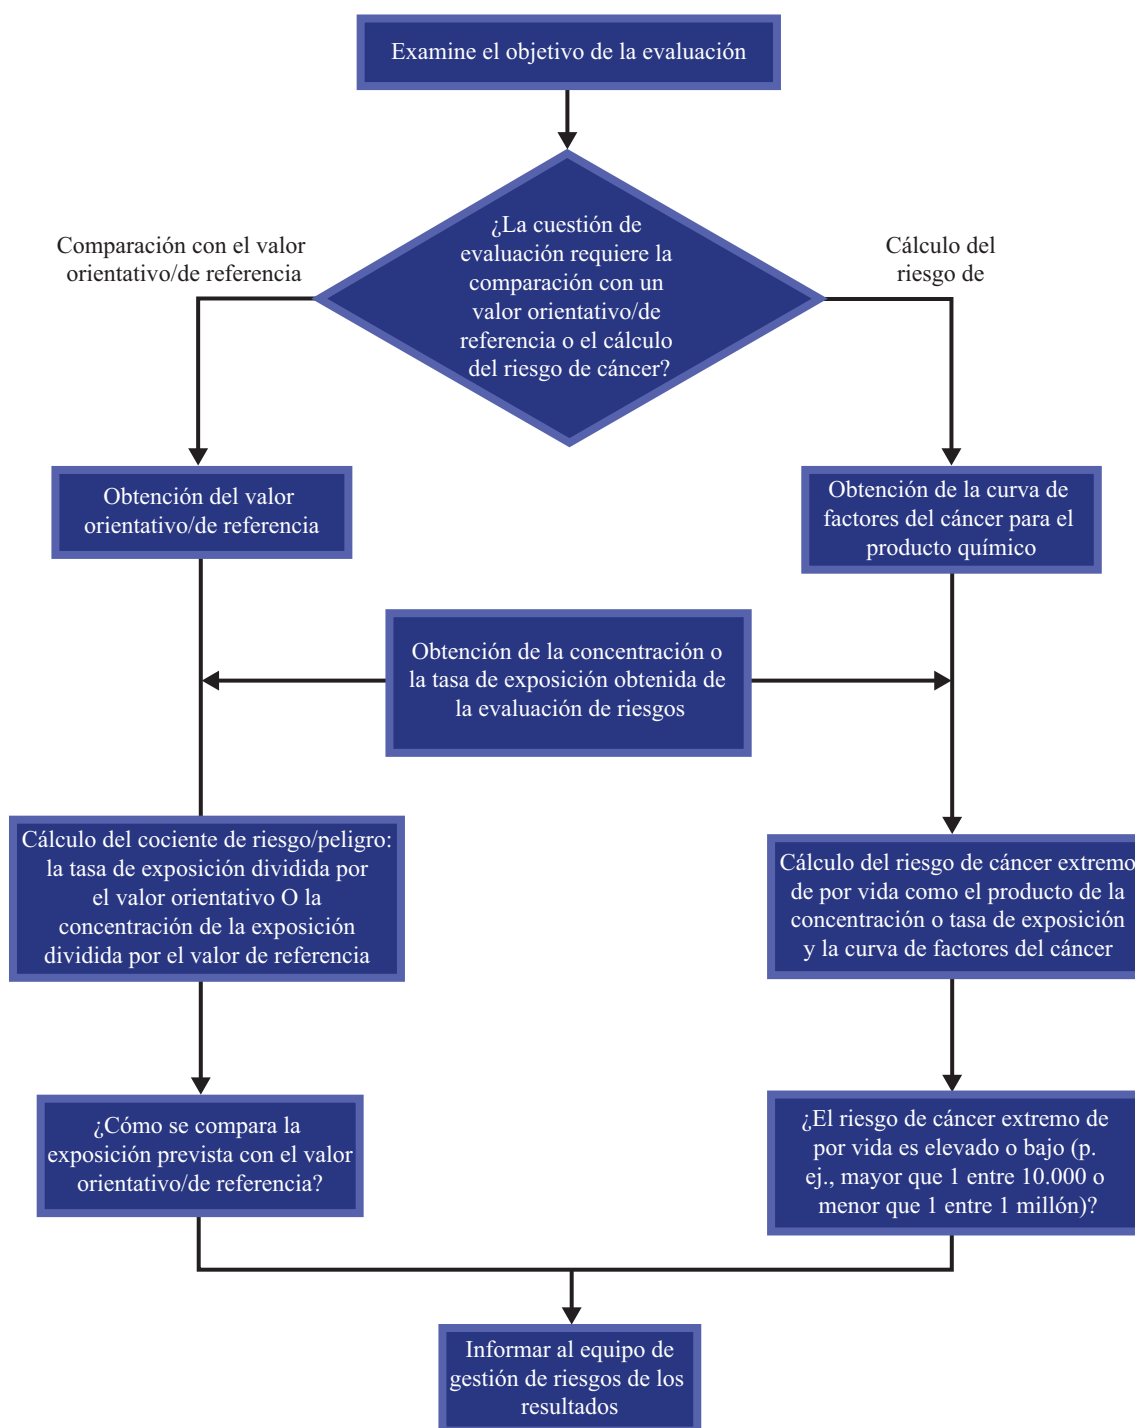 Examine el objetivo de la evaluación
¿La cuestión de
evaluación requiere la
comparación con un
valor orientativo/de
referencia o el cálculo
del riesgo de cáncer?
Comparación con el valor
orientativo/de referencia
Cálculo del
riesgo de
Obtención del valor
orientativo/de referencia
Obtención de la curva de
factores del cáncer para el
producto químico
Obtención de la concentración o
la tasa de exposición obtenida de
la evaluación de riesgos
Cálculo del cociente de riesgo/peligro:
la tasa de exposición dividida por
el valor orientativo O la
concentración de la exposición
dividida por el valor de referencia
Cálculo del riesgo de cáncer extremo
de por vida como el producto de la
concentración o tasa de exposición
y la curva de factores del cáncer
¿Cómo se compara la
exposición prevista con el valor
orientativo/de referencia?
¿El riesgo de cáncer extremo de
por vida es elevado o bajo (p.
ej., mayor que 1 entre 10.000 o
menor que 1 entre 1 millón)?
Informar al equipo de
gestión de riesgos de los
resultados